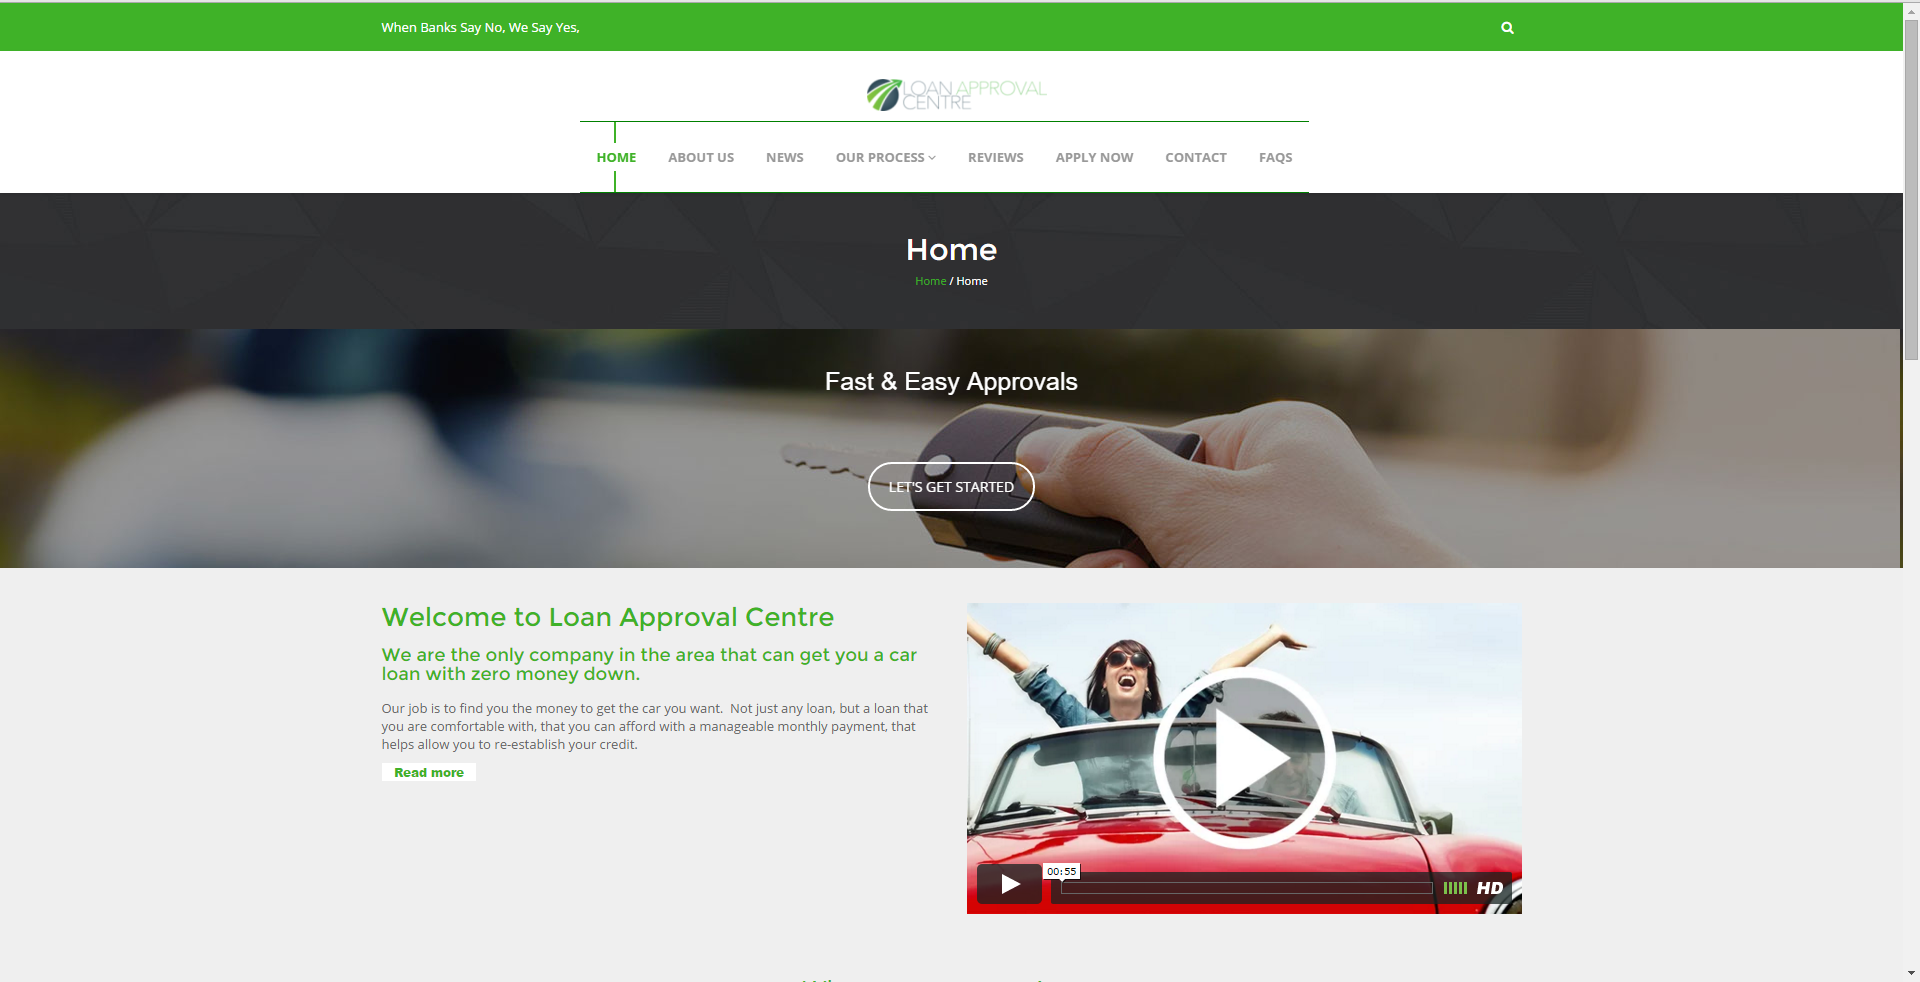 When Banks Say No, We Say Yes,
LOAN APPROVAL
CENTRE
HOME ABOUT US NEWS OUR PROCESS REVIEWS APPLY NOW CONTACT FAQS
Home
Home / Home
Fast & Easy Approvals
LET'S GET STARTED
Welcome to Loan Approval Centre
We are the only company in the area that can get you a car
loan with zero money down.
Our job is to find you the money to get the car you want.  Not just any loan, but a loan that
you are comfortable with, that you can afford with a manageable monthly payment, that
helps allow you to re-establish your credit.
Read more
00:55
HD